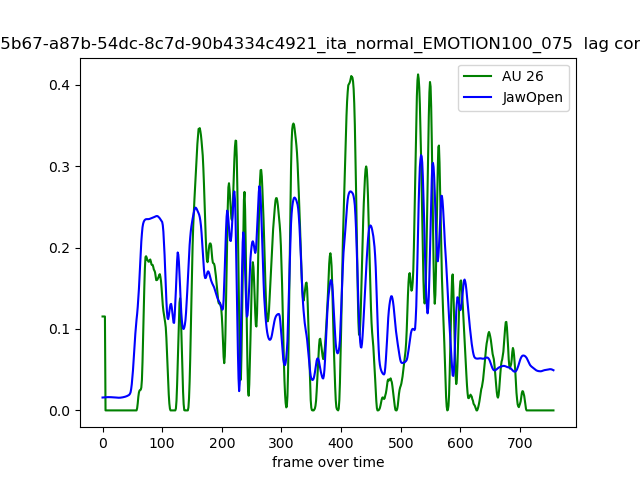 5b67-a87b-54dc-8c7d-90b4334c4921_ita_normal_EMOTION100_075 lag cor
AU 26
JawOpen
0.4
0.3
0.2
0.1
0.0
0 100 200 300 400 500 600 700
frame over time